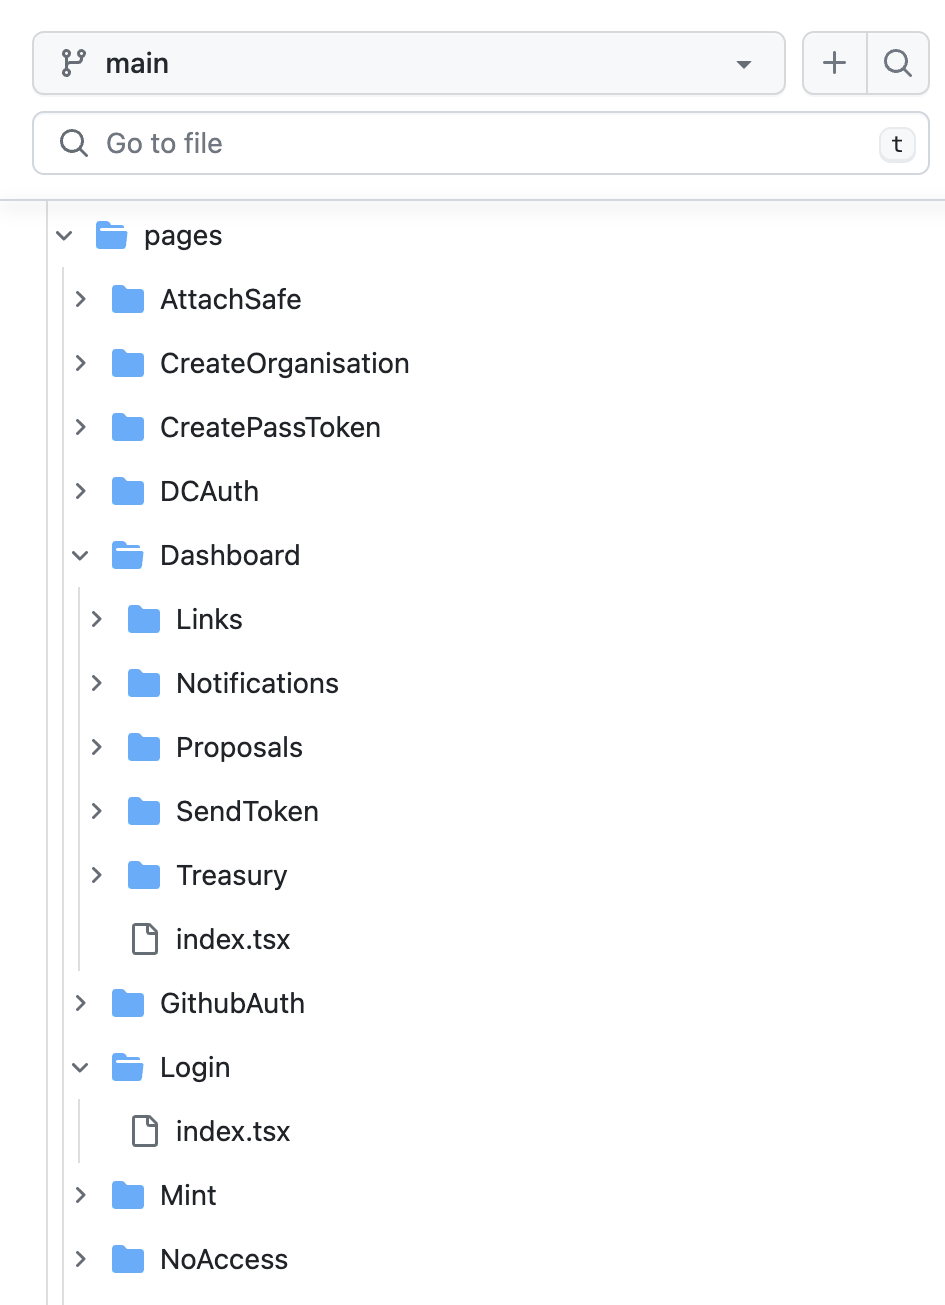 main
Go to file
t
pages
AttachSafe
CreateOrganisation
CreatePassToken
DCAuth
Dashboard
Links
Notifications
Proposals
SendToken
Treasury
index.tsx
GithubAuth
Login
index.tsx
Mint
NoAccess